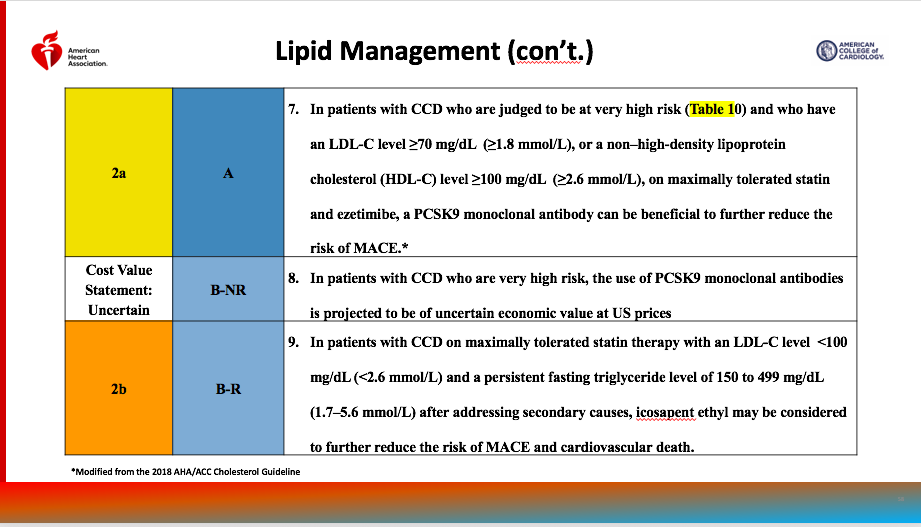 American
Heart
Association.
Lipid Management (con’t.)
AMERICAN
COLLEGE of
CARDIOLOGY.
2a
A
7. In patients with CCD who are judged to be at very high risk (Table 10) and who have
an LDL-C level ≥70 mg/dL (≥1.8 mmol/L), or a non–high-density lipoprotein
cholesterol (HDL-C) level ≥100 mg/dL (≥2.6 mmol/L), on maximally tolerated statin
and ezetimibe, a PCSK9 monoclonal antibody can be beneficial to further reduce the
risk of MACE.*
Cost Value
Statement:
Uncertain
B-NR
8. In patients with CCD who are very high risk, the use of PCSK9 monoclonal antibodies
is projected to be of uncertain economic value at US prices
2b
B-R
9. In patients with CCD on maximally tolerated statin therapy with an LDL-C level <100
mg/dL (<2.6 mmol/L) and a persistent fasting triglyceride level of 150 to 499 mg/dL
(1.7–5.6 mmol/L) after addressing secondary causes, icosapent ethyl may be considered
to further reduce the risk of MACE and cardiovascular death.
*Modified from the 2018 AHA/ACC Cholesterol Guideline